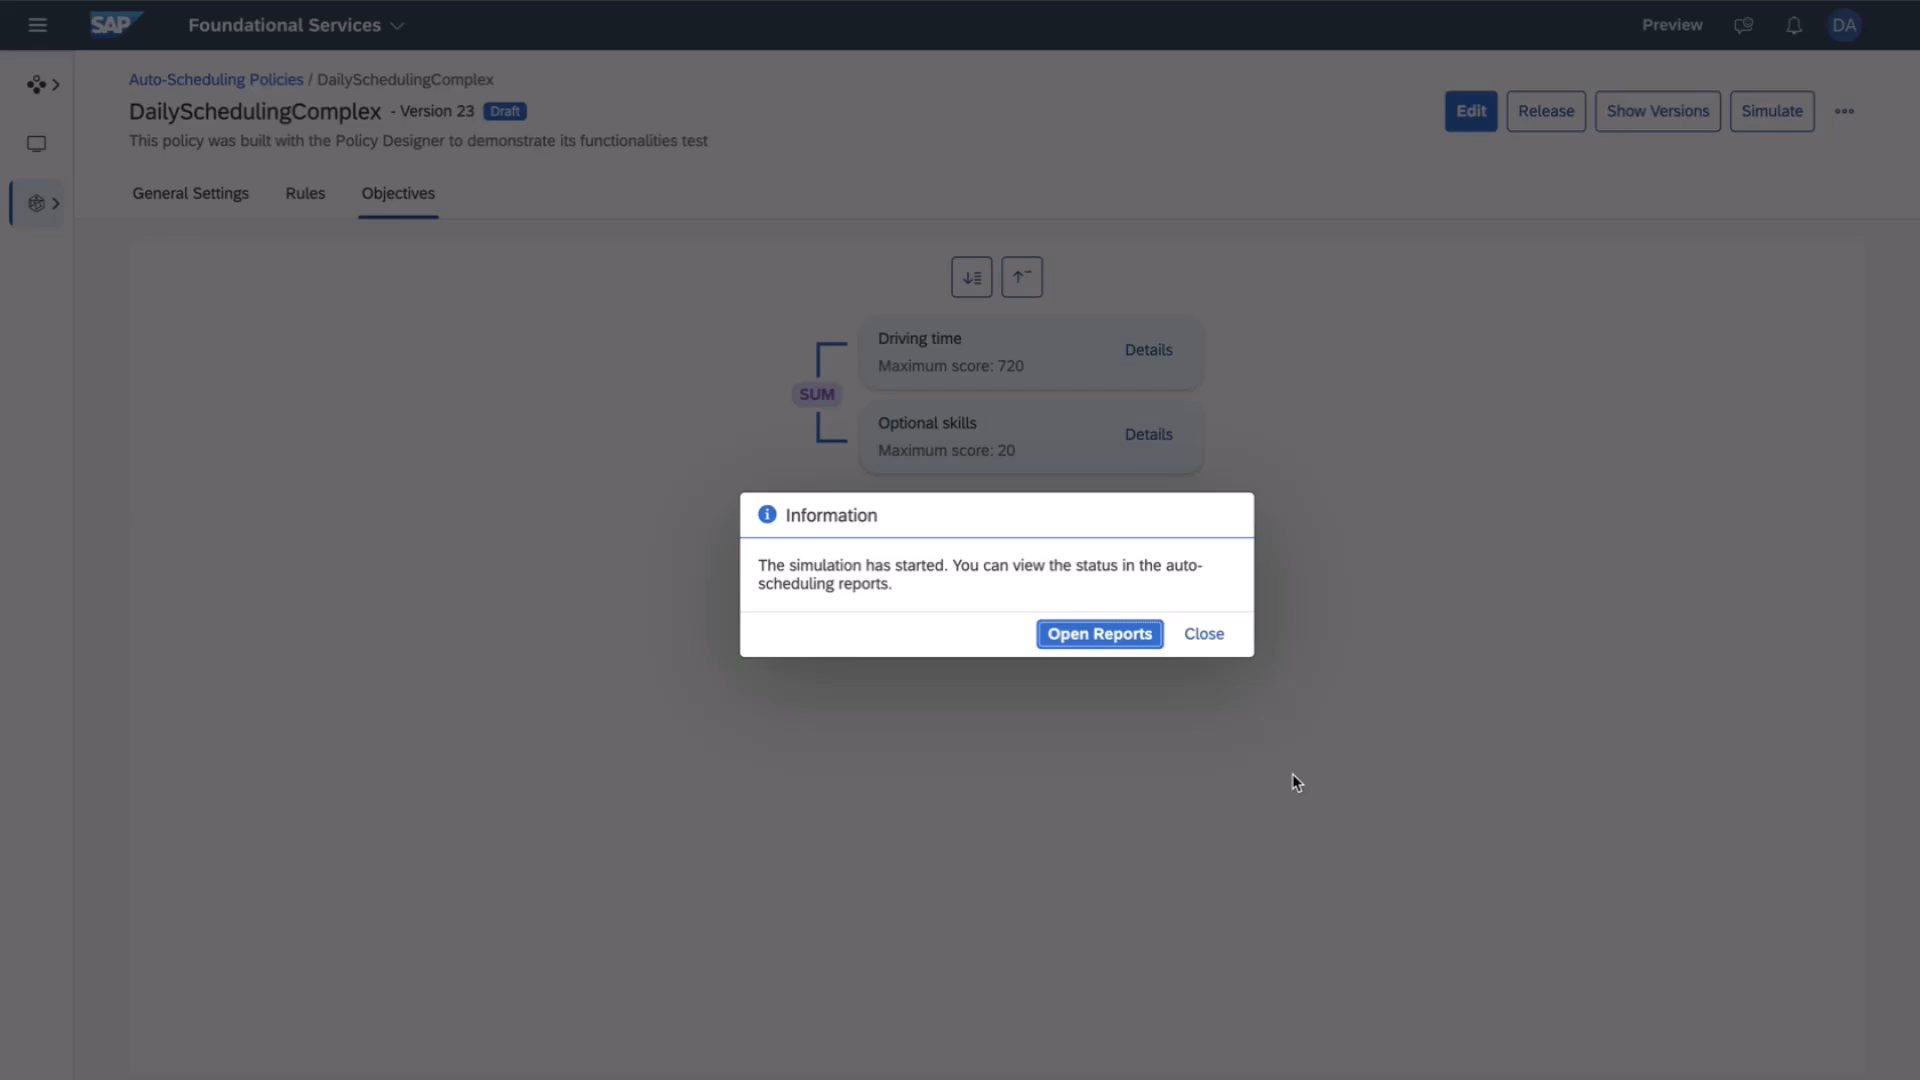 SAP
Foundational Services
Preview
DA
Auto-Scheduling Policies / DailySchedulingComplex
DailySchedulingComplex - Version 23 Draft
This policy was built with the Policy Designer to demonstrate its functionalities test
Edit
Release
Show Versions
Simulate
General Settings
Rules
Objectives
Driving time
Maximum score: 720
Details
SUM
Optional skills
Maximum score: 20
Details
Information
The simulation has started. You can view the status in the auto-
scheduling reports.
Open Reports
Close